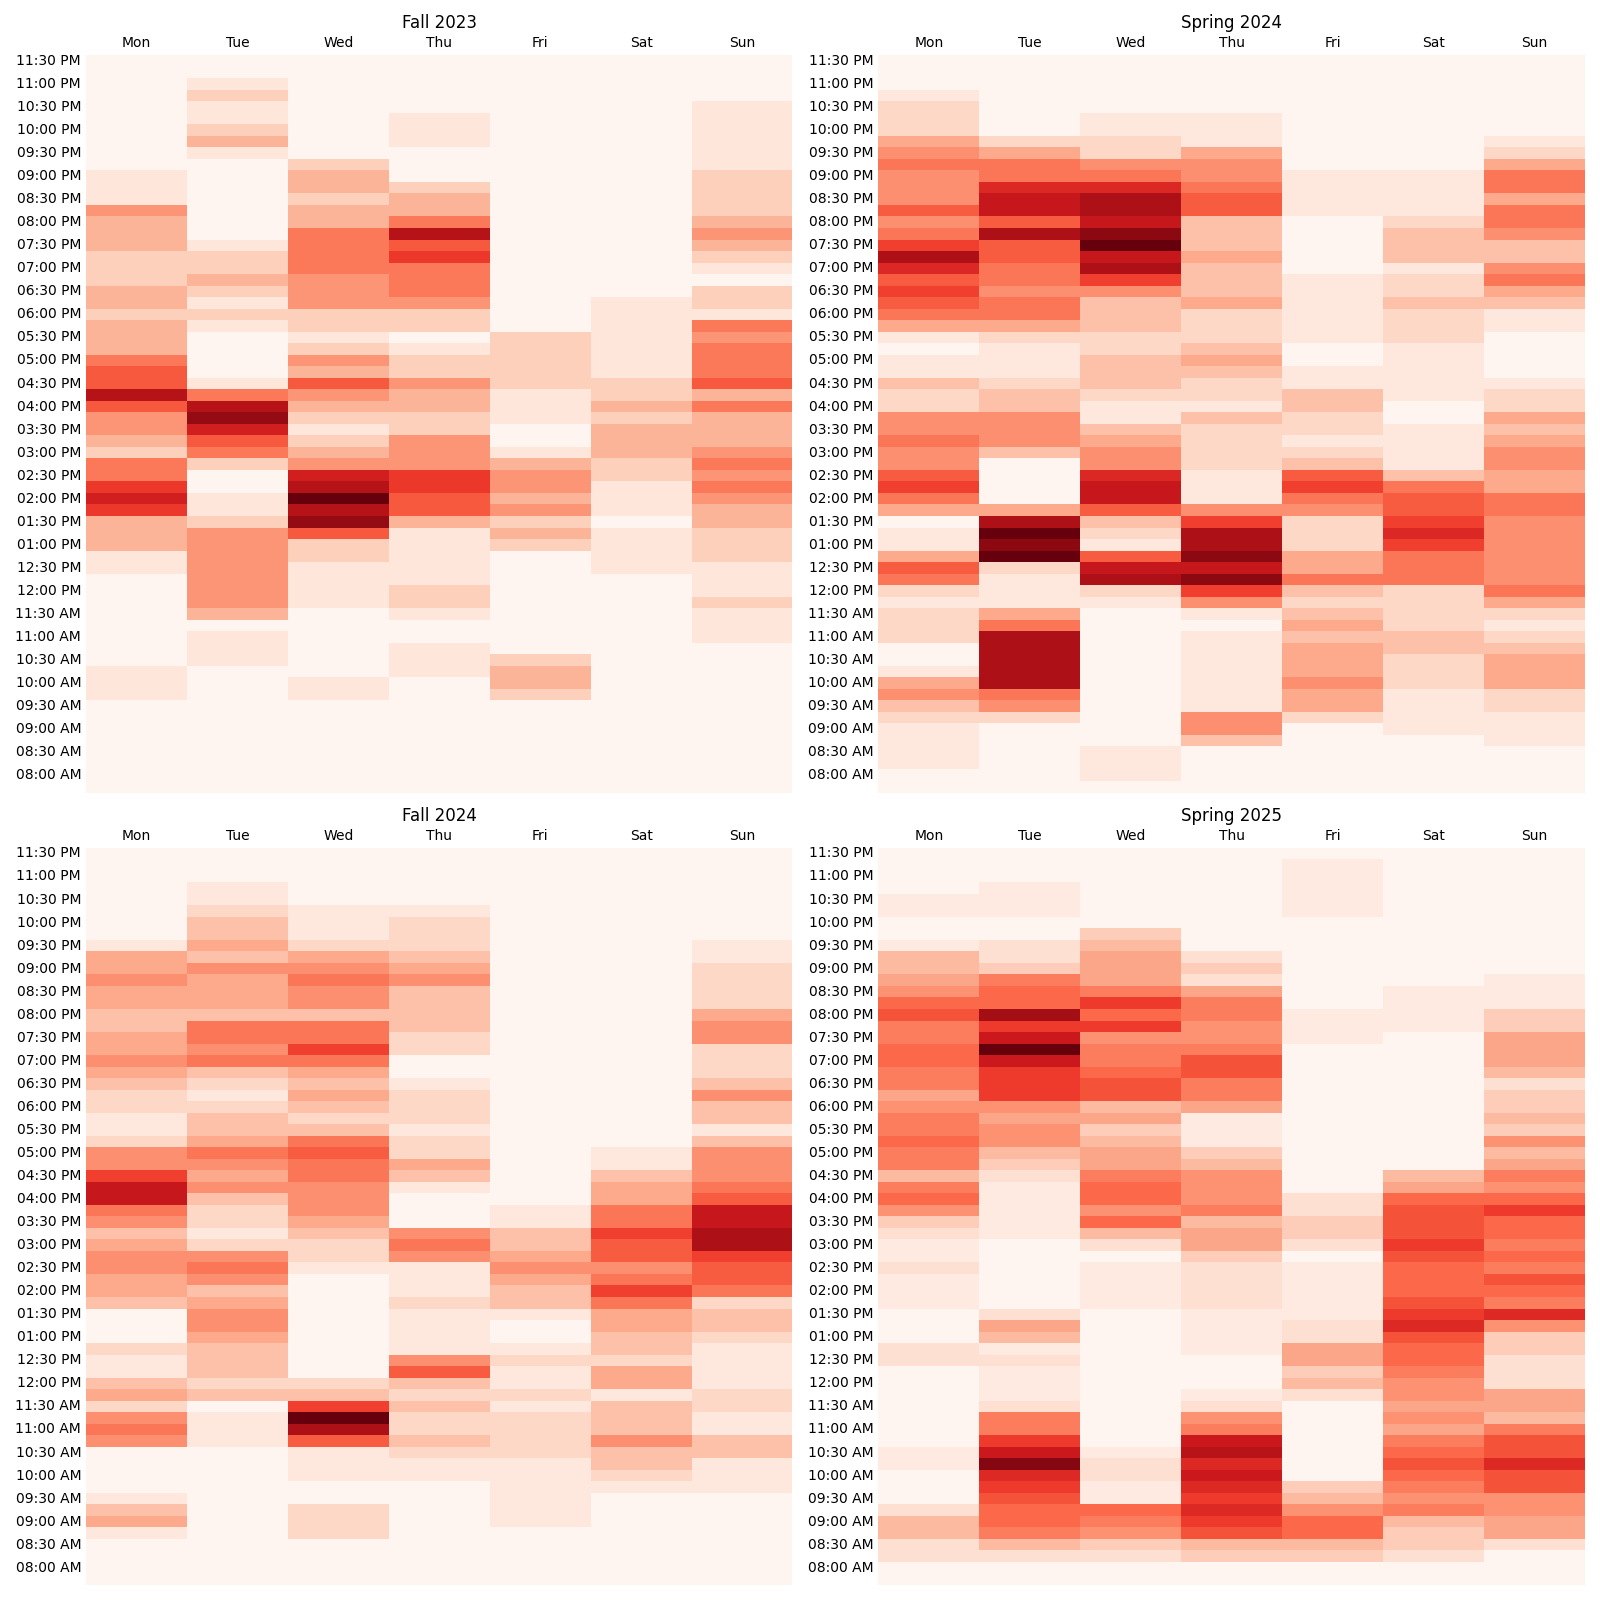 Fall 2023
Mon Tue Wed Thu Fri Sat Sun
11:30 PM
11:00 PM
10:30 PM
10:00 PM
09:30 PM
09:00 PM
08:30 PM
08:00 PM
07:30 PM
07:00 PM
06:30 PM
06:00 PM
05:30 PM
05:00 PM
04:30 PM
04:00 PM
03:30 PM
03:00 PM
02:30 PM
02:00 PM
01:30 PM
01:00 PM
12:30 PM
12:00 PM
11:30 AM
11:00 AM
10:30 AM
10:00 AM
09:30 AM
09:00 AM
08:30 AM
08:00 AM
Spring 2024
Mon Tue Wed Thu Fri Sat Sun
11:30 PM
11:00 PM
10:30 PM
10:00 PM
09:30 PM
09:00 PM
08:30 PM
08:00 PM
07:30 PM
07:00 PM
06:30 PM
06:00 PM
05:30 PM
05:00 PM
04:30 PM
04:00 PM
03:30 PM
03:00 PM
02:30 PM
02:00 PM
01:30 PM
01:00 PM
12:30 PM
12:00 PM
11:30 AM
11:00 AM
10:30 AM
10:00 AM
09:30 AM
09:00 AM
08:30 AM
08:00 AM
Fall 2024
Mon Tue Wed Thu Fri Sat Sun
11:30 PM
11:00 PM
10:30 PM
10:00 PM
09:30 PM
09:00 PM
08:30 PM
08:00 PM
07:30 PM
07:00 PM
06:30 PM
06:00 PM
05:30 PM
05:00 PM
04:30 PM
04:00 PM
03:30 PM
03:00 PM
02:30 PM
02:00 PM
01:30 PM
01:00 PM
12:30 PM
12:00 PM
11:30 AM
11:00 AM
10:30 AM
10:00 AM
09:30 AM
09:00 AM
08:30 AM
08:00 AM
Spring 2025
Mon Tue Wed Thu Fri Sat Sun
11:30 PM
11:00 PM
10:30 PM
10:00 PM
09:30 PM
09:00 PM
08:30 PM
08:00 PM
07:30 PM
07:00 PM
06:30 PM
06:00 PM
05:30 PM
05:00 PM
04:30 PM
04:00 PM
03:30 PM
03:00 PM
02:30 PM
02:00 PM
01:30 PM
01:00 PM
12:30 PM
12:00 PM
11:30 AM
11:00 AM
10:30 AM
10:00 AM
09:30 AM
09:00 AM
08:30 AM
08:00 AM